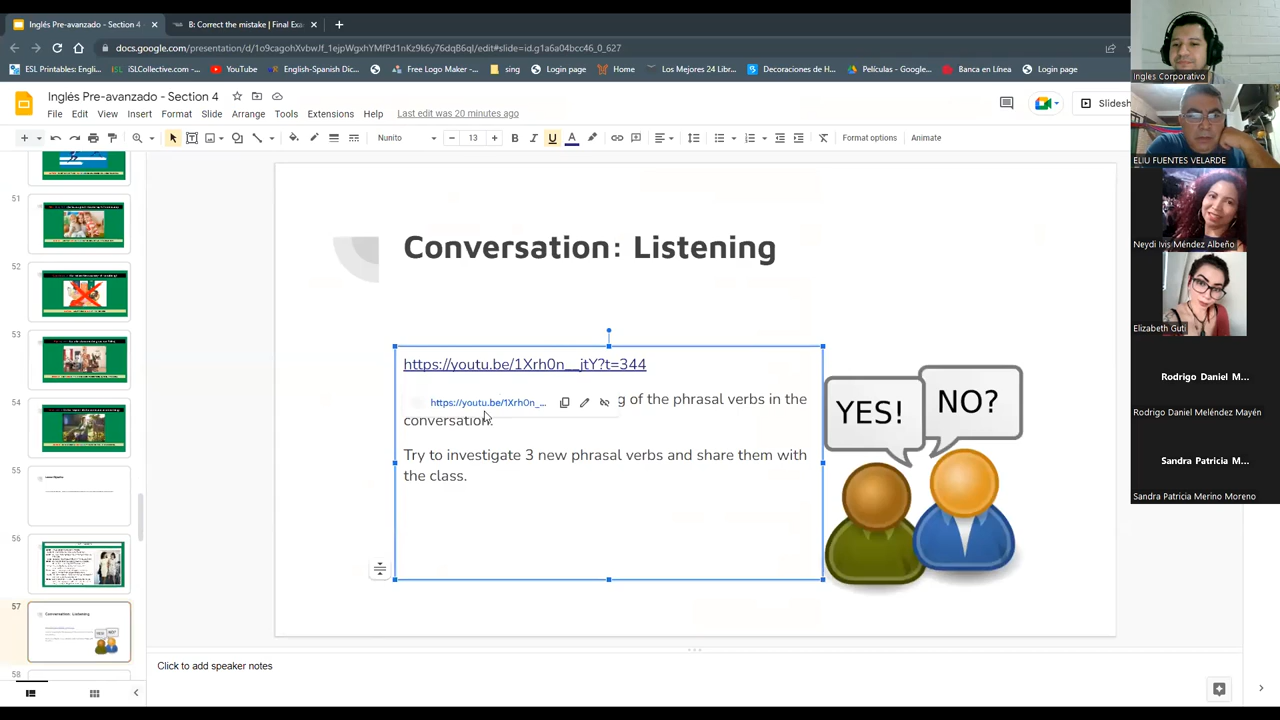 Inglés Pre-avanzado - Section 4
B: Correct the mistake | Final Exa
docs.google.com/presentation/d/1o9cagohXvbwJf_1ejpWgxhYMfPd1nKz9k6y76dqB6qI/edit#slide=id.g1a6a04bcc46_0_627
ESL Printables: Engli...
iSLCollective.com -...
YouTube
English-Spanish Dic...
Free Logo Maker...
Login page
Home
Los Mejores 24 Libr...
Decoraciones de H...
Películas - Google...
Banca en Línea
Login page
Inglés Pre-avanzado - Section 4
File Edit View Insert Format Slide Arrange Tools Extensions Help Last edit was 20 minutes ago
Slidesh
Nunito
13
B I U A
Format options
Animate
51
52
53
54
55
56
57
Conversation: Listening
58
Conversation: Listening
https://youtu.be/1Xrh0n__jtY?t=344
https://youtu.be/1Xrh0n_...
g of the phrasal verbs in the
conversation.
Try to investigate 3 new phrasal verbs and share them with
the class.
YES!
NO?
Click to add speaker notes
Ingles Corporativo
ELIU FUENTES VELARDE
Neydi Ivis Méndez Albeño
Elizabeth Guti
Rodrigo Daniel M...
Rodrigo Daniel Meléndez Mayén
Sandra Patricia M...
Sandra Patricia Merino Moreno